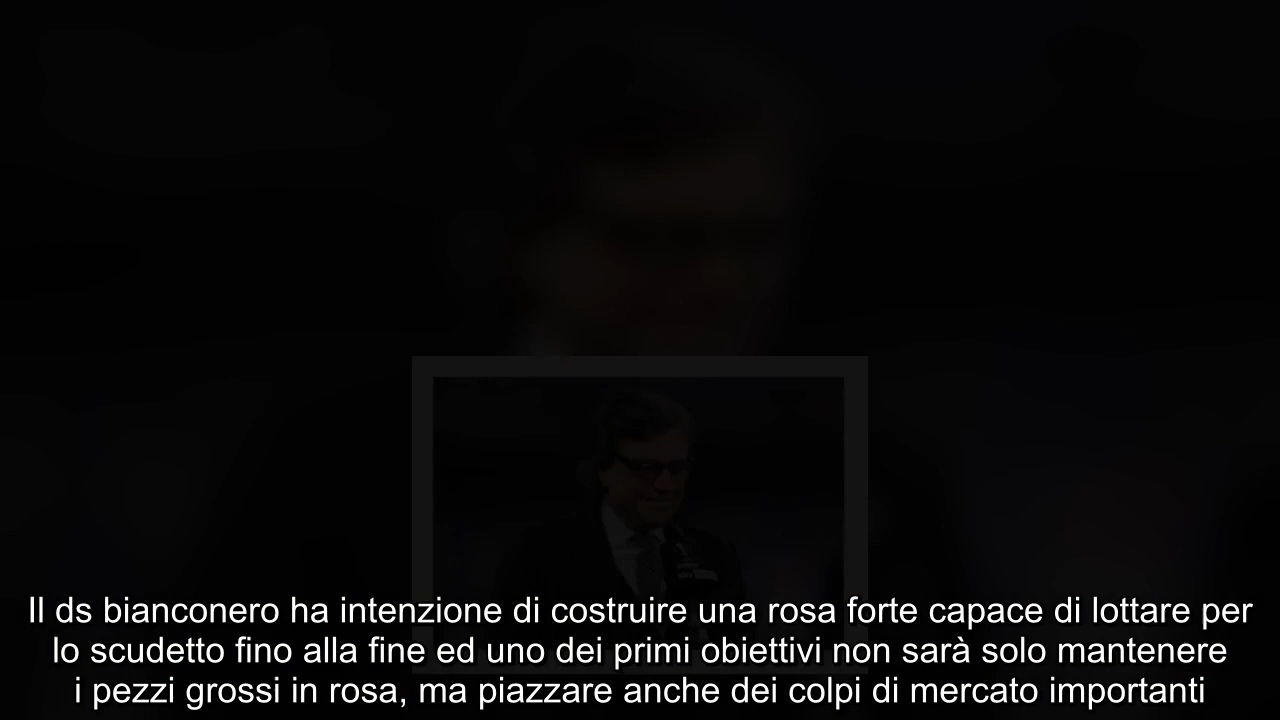 Il ds bianconero ha intenzione di costruire una rosa forte capace di lottare per
lo scudetto fino alla fine ed uno dei primi obiettivi non sarà solo mantenere
i pezzi grossi in rosa, ma piazzare anche dei colpi di mercato importanti